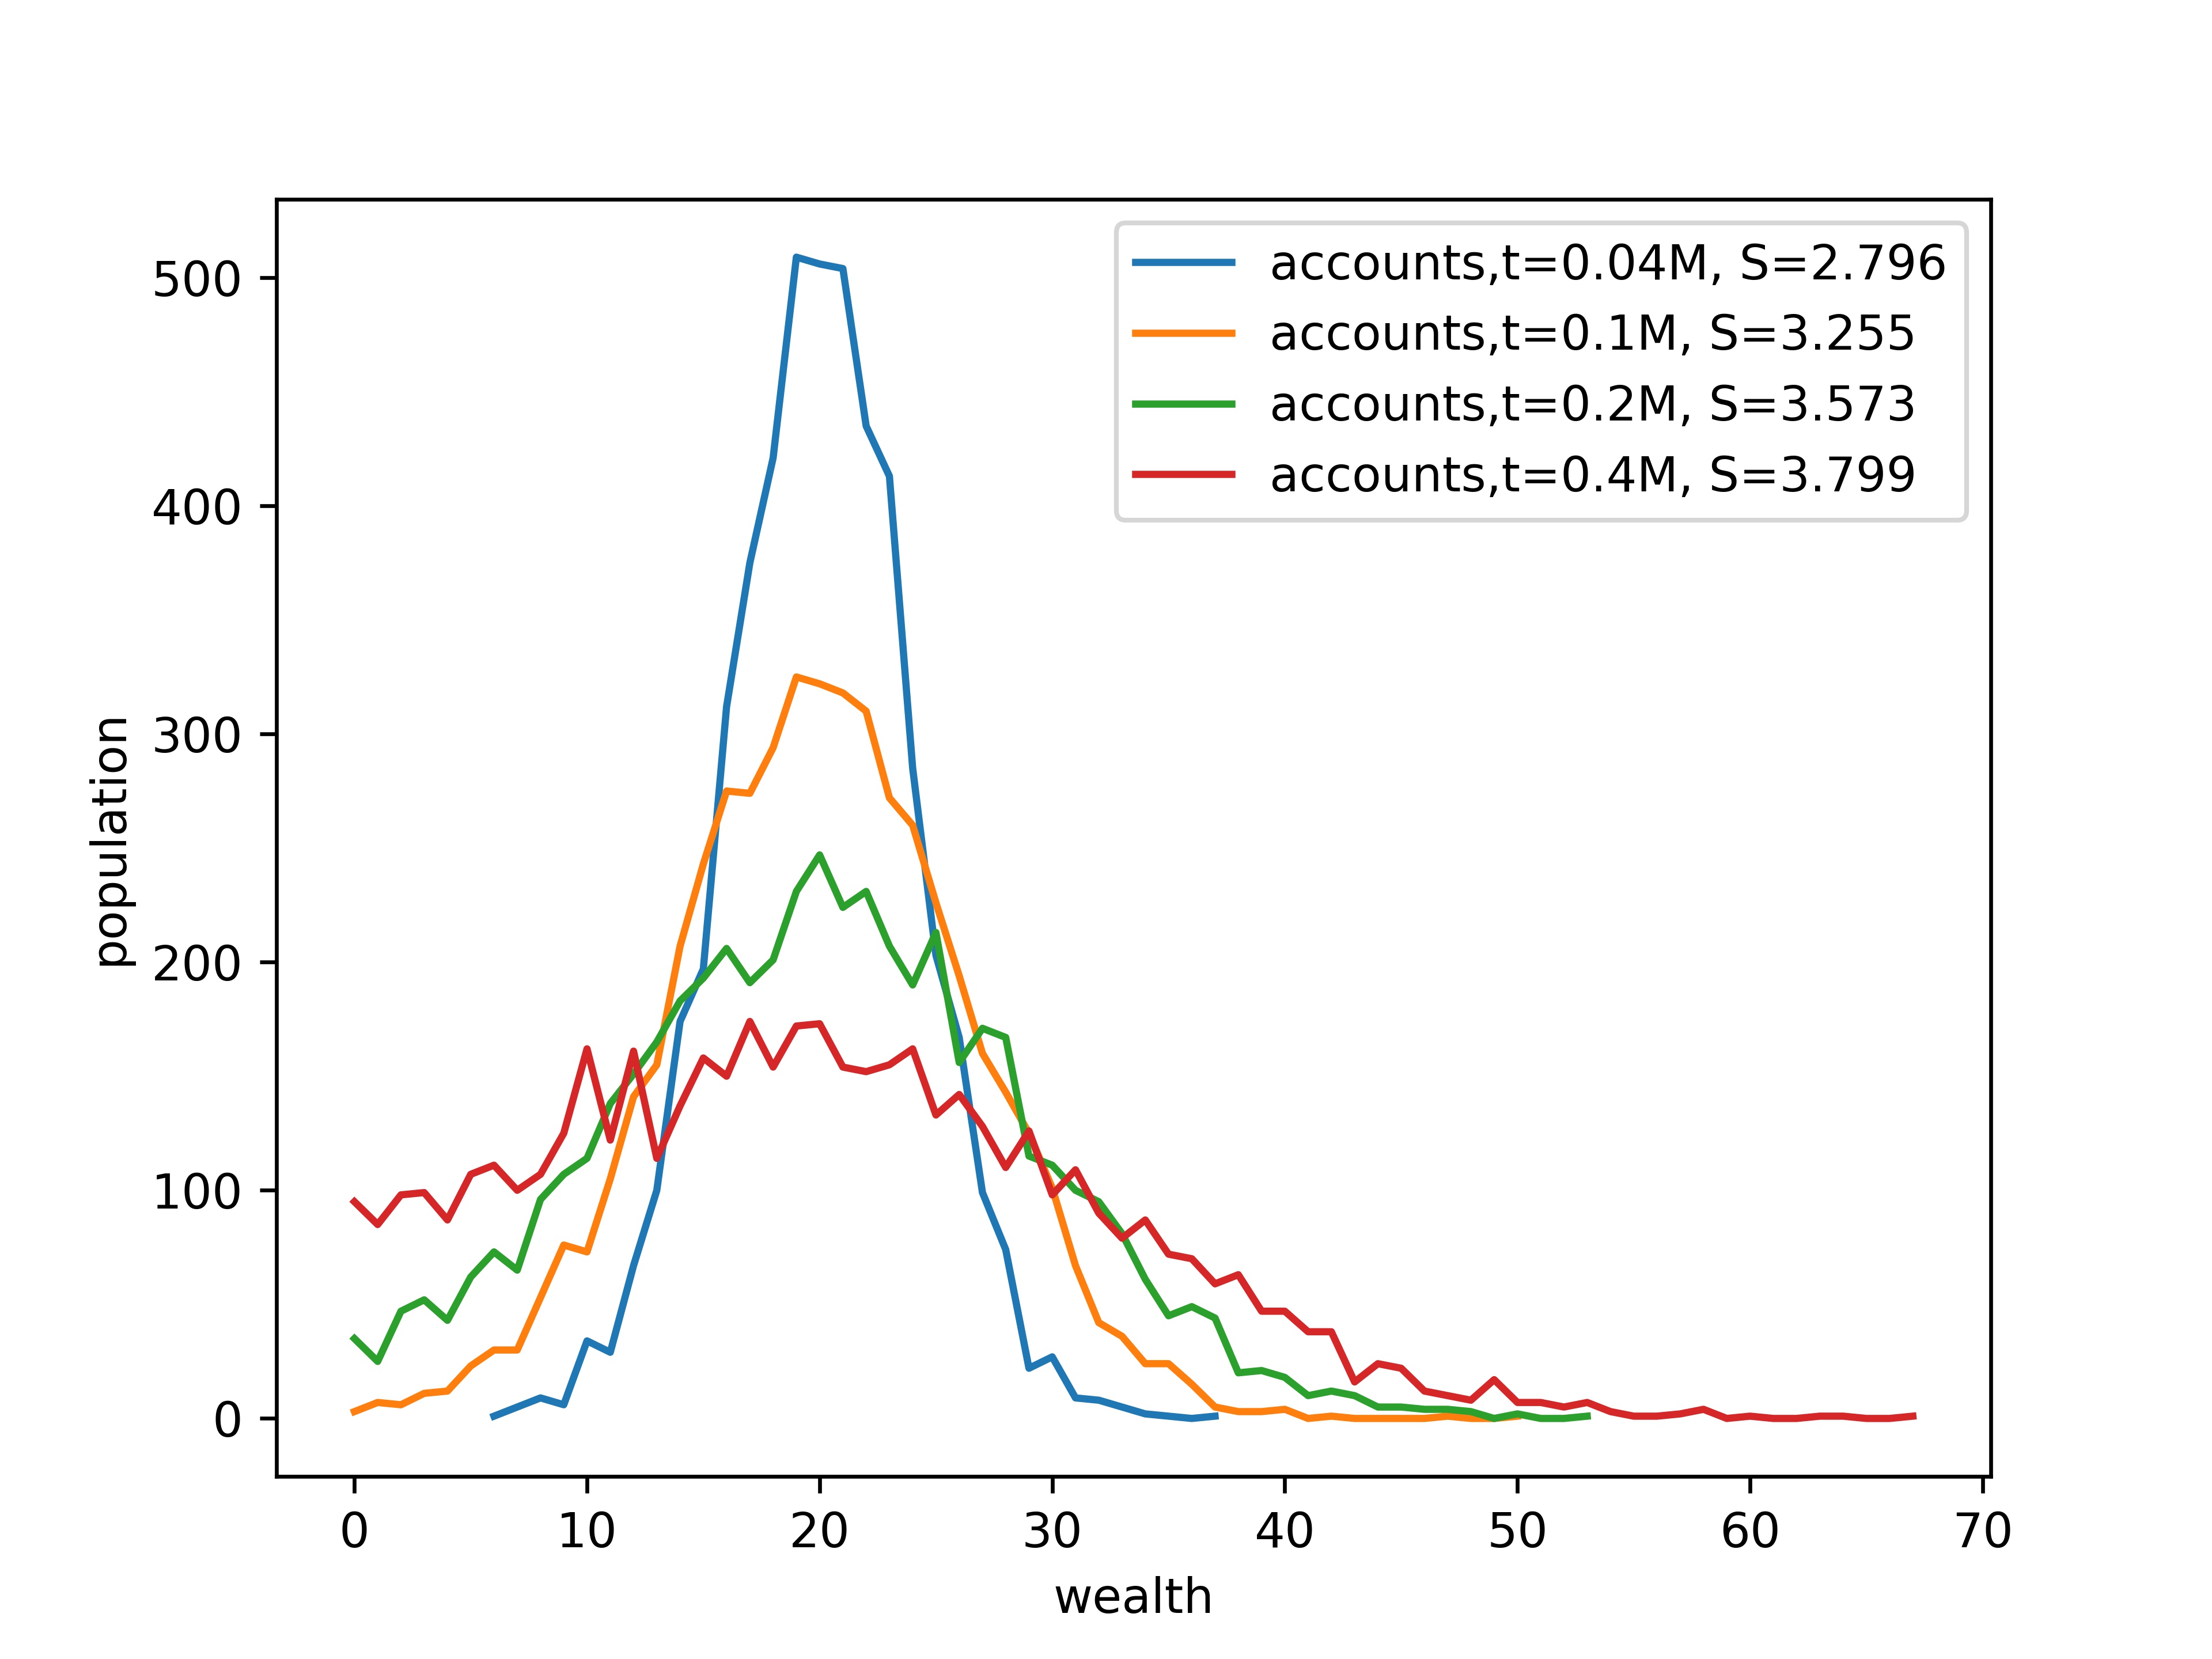 accounts,t=0.04M, S=2.796
accounts,t=0.1M, S=3.255
accounts,t=0.2M, S=3.573
accounts,t=0.4M, S=3.799
population
500
400
300
200
100
0
0 10 20 30 40 50 60 70
wealth